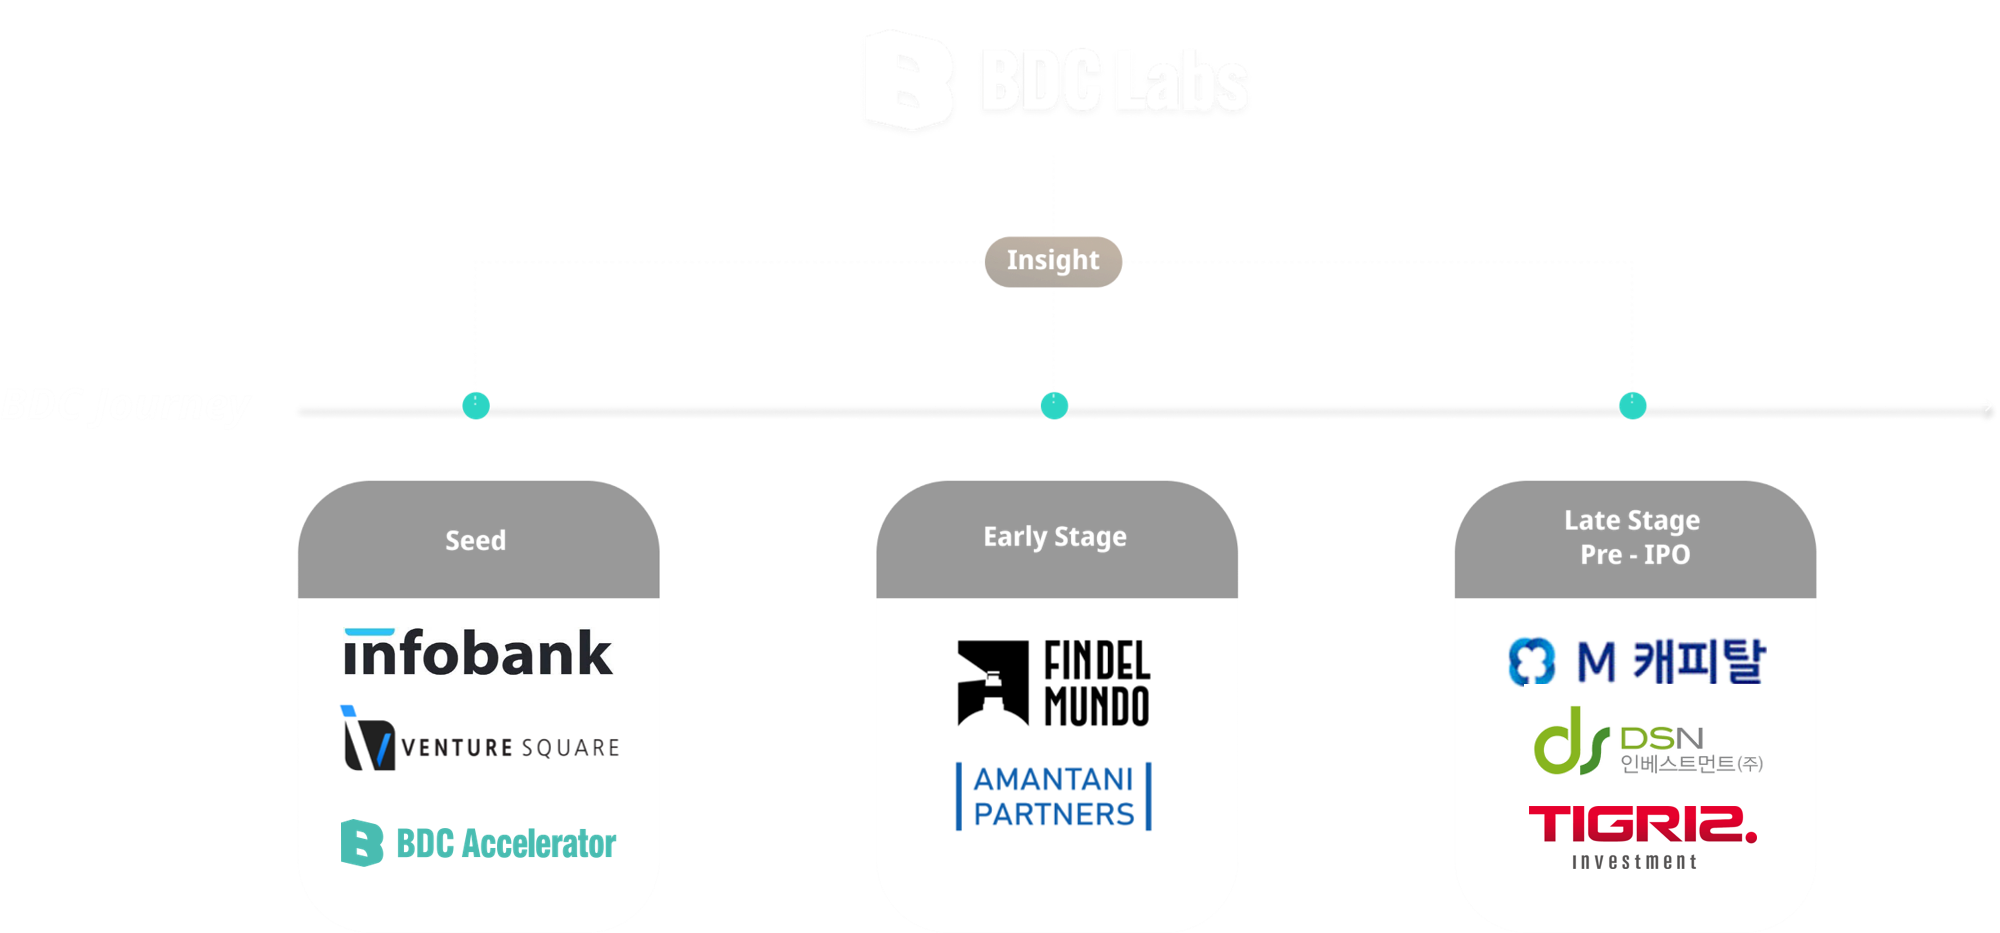 BDC Labs
Insight
Seed
Early Stage
Late Stage
Pre - IPO
infobank
VENTURE SQUARE
BDC Accelerator
FINDEL
MUNDO
AMANTANI
PARTNERS
M 캐피탈
DSN
인베스트먼트(주)
TIGRIS.
investment